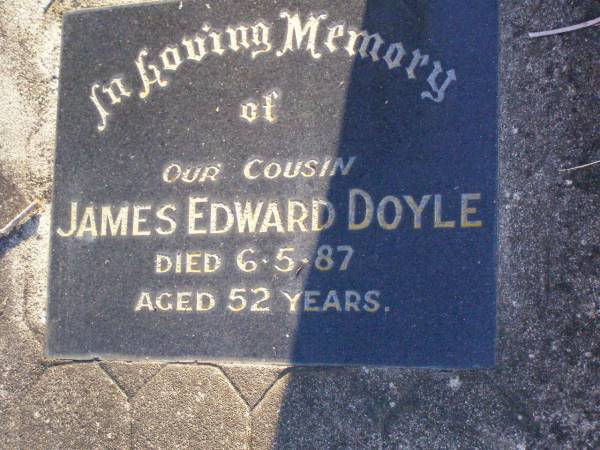 In Loving Memory
of
OUR COUSIN
JAMES EDWARD DOYLE
DIED 6·5·87
AGED 52 YEARS.